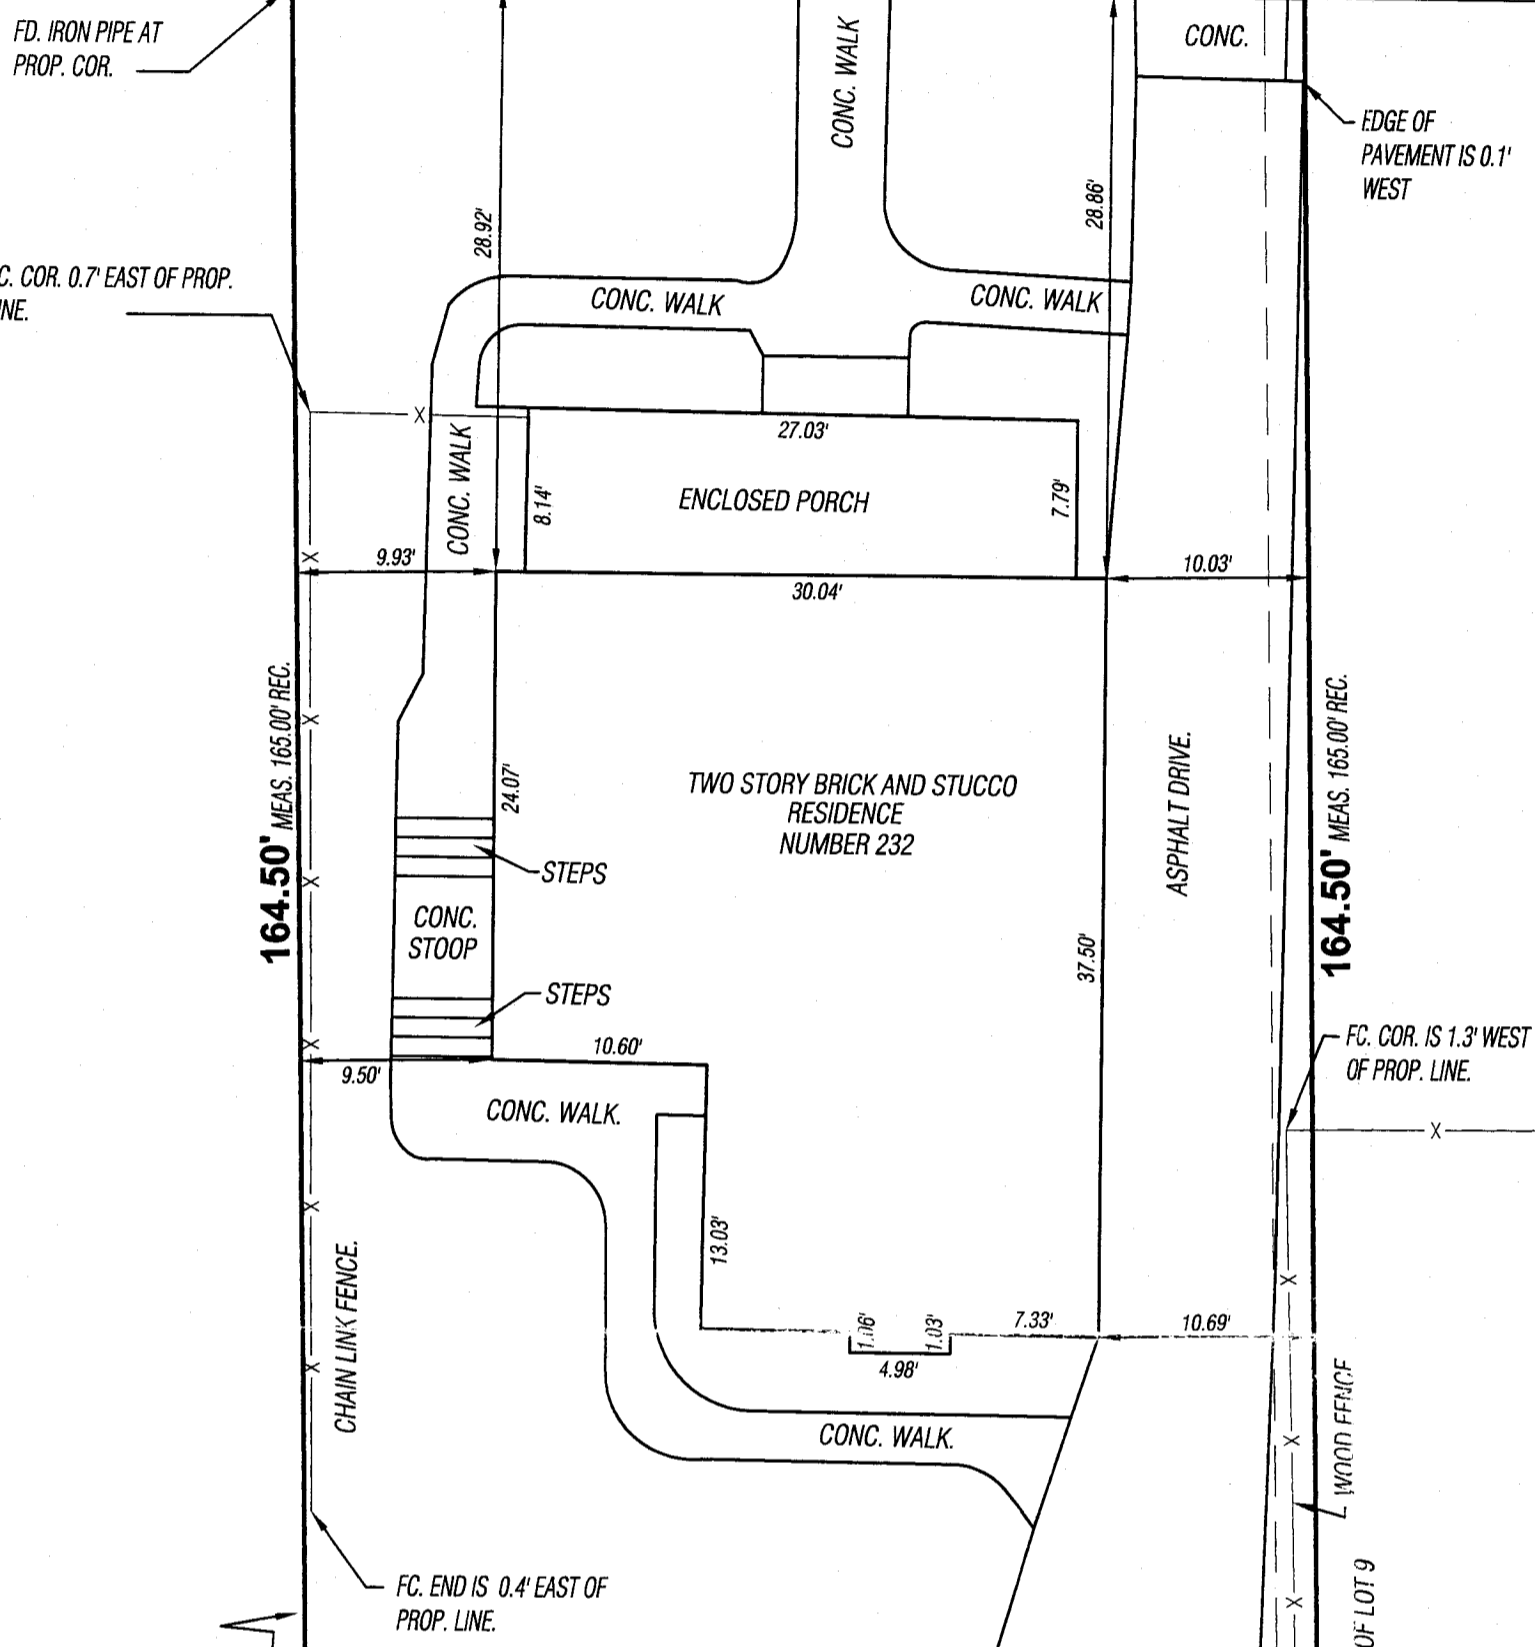 FD. IRON PIPE AT
PROP. COR.
CONC. WALK
CONC.
EDGE OF
PAVEMENT IS 0.1'
WEST
28.92'
28.86'
C. COR. 0.7' EAST OF PROP.
NE.
CONC. WALK
CONC. WALK
27.03'
CONC. WALK
8.14'
ENCLOSED PORCH
7.79'
9.93'
30.04'
10.03'
164.50' MEAS. 165.00' REC.
24.07'
TWO STORY BRICK AND STUCCO
RESIDENCE
NUMBER 232
ASPHALT DRIVE.
164.50' MEAS. 165.00' REC.
STEPS
CONC.
STOOP
37.50'
STEPS
10.60'
9.50'
FC. COR. IS 1.3' WEST
OF PROP. LINE.
CONC. WALK.
13.03'
CHAIN LINK FENCE.
1.06'
1.03'
7.33'
10.69'
4.98'
WOOD FENCE
CONC. WALK.
FC. END IS 0.4' EAST OF
PROP. LINE.
OF LOT 9